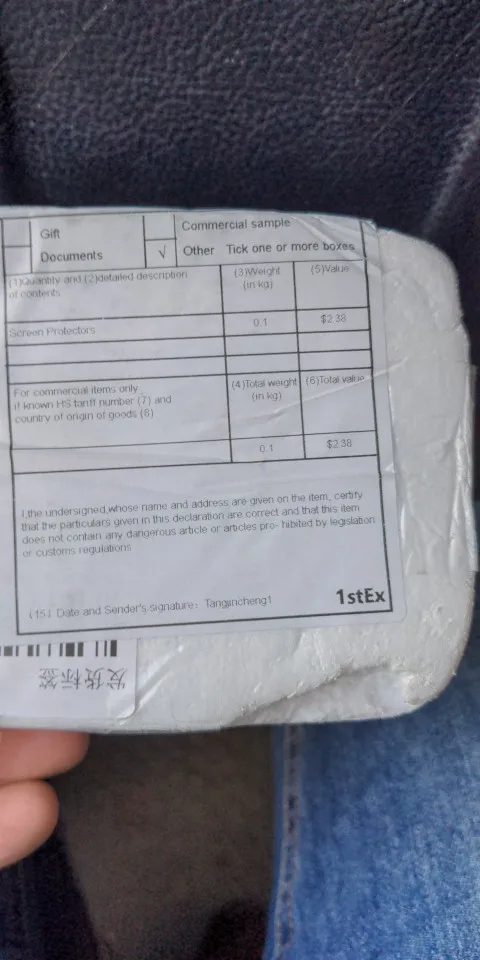 Gift
Commercial sample
Documents
√ Other Tick one or more boxes
(1)Quantity and (2)detailed description
of contents
(3)Weight
(in kg)
(5)Value
Screen Protectors
0.1
$2.38
For commercial items only
if known HS tariff number (7) and
country of origin of goods (8)
(4)Total weight
(in kg)
(6)Total value
0.1
$2.38
I,the undersigned,whose name and address are given on the item, certify
that the particulars given in this declaration are correct and that this item
does not contain any dangerous article or articles pro- hibited by legislation
or customs regulations
(15) Date and Sender's signature: Tangjincheng1
1stEx
发货标签